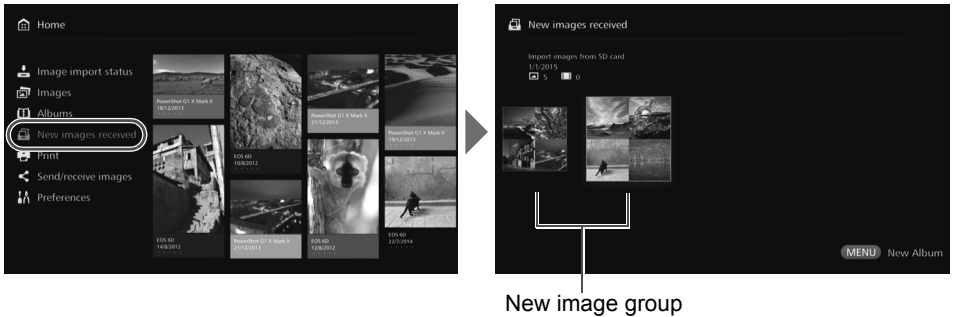 Home
Image import status
Images
Albums
New images received
Print
Send/receive images
Preferences
PowerShot G1 X Mark II
18/12/2013
EOS 6D
14/8/2012
EOS 6D
10/8/2012
PowerShot G1 X Mark II
21/12/2013
PowerShot G1 X Mark II
21/12/2013
EOS 6D
12/8/2012
PowerShot G1 X Mark II
19/12/2013
EOS 6D
22/7/2014
New images received
Import images from SD card
1/1/2015
5 0
MENU New Album
New image group